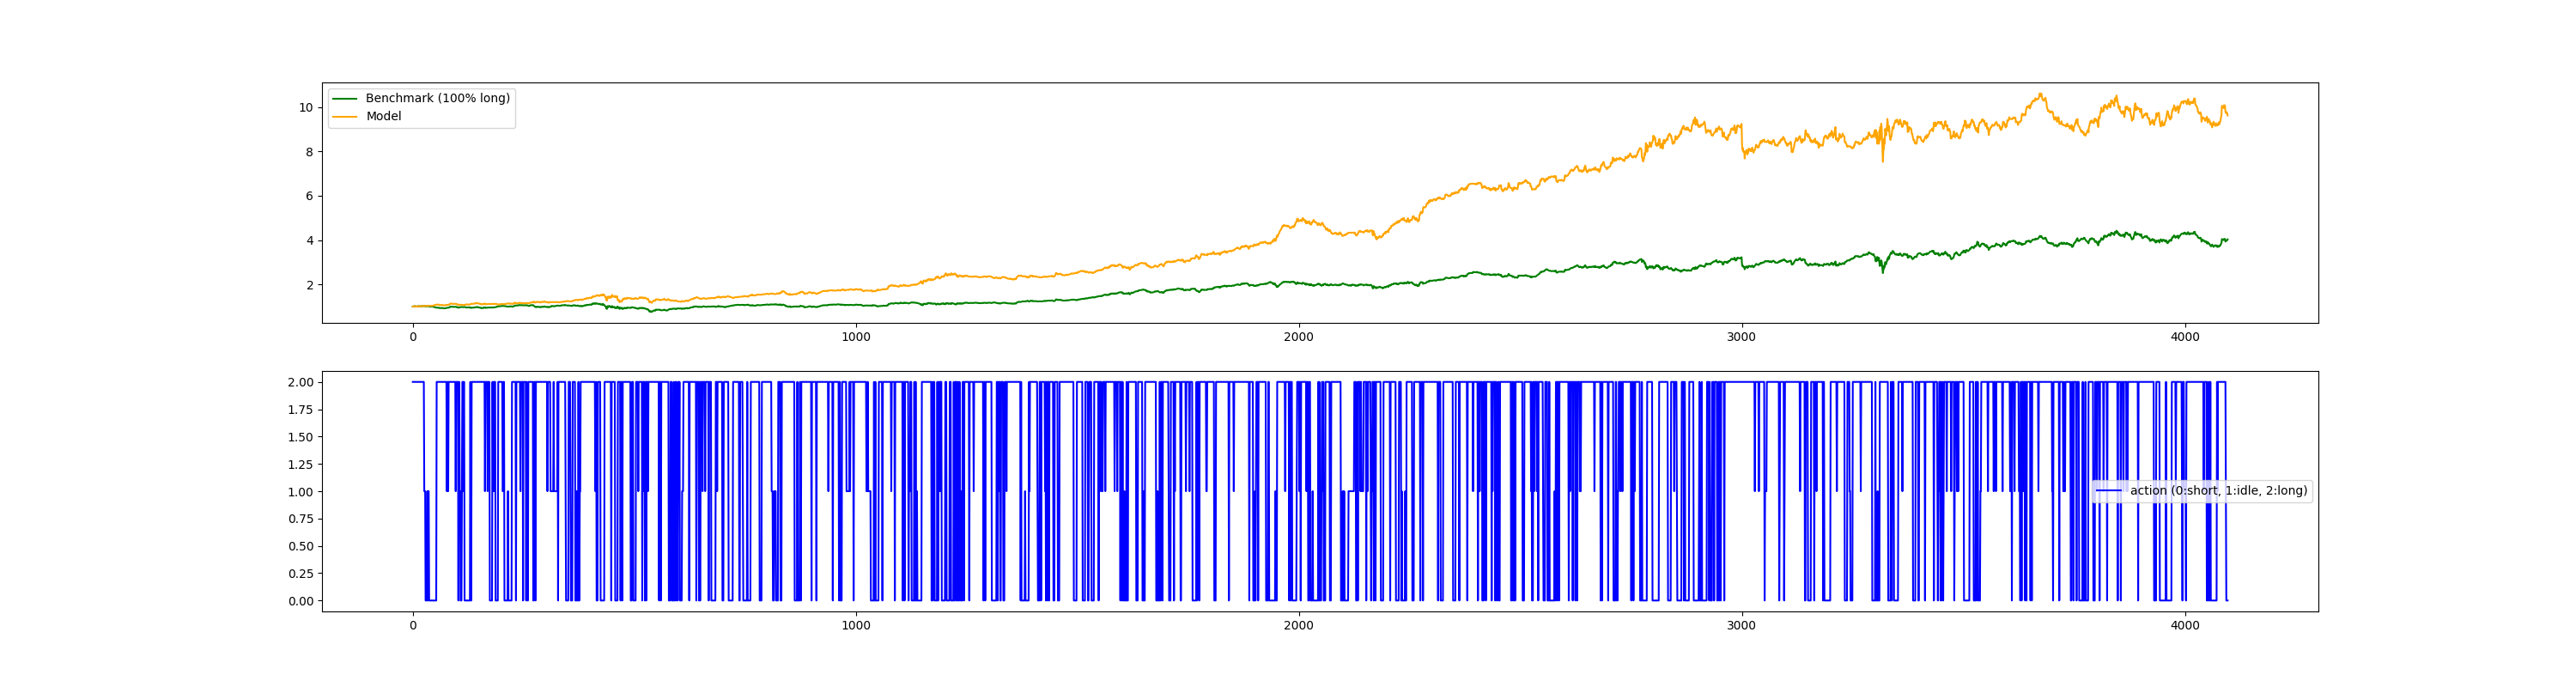 Benchmark (100% long)
Model
10
8
6
4
2
0 1000 2000 3000 4000
2.00
1.75
1.50
1.25
1.00
0.75
0.50
0.25
0.00
action (0:short, 1:idle, 2:long)
0 1000 2000 3000 4000